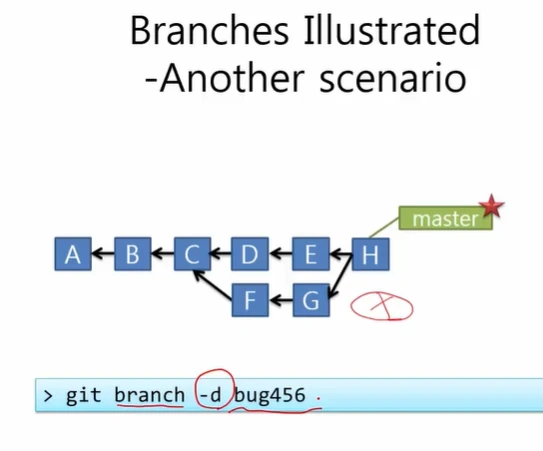 Branches Illustrated
-Another scenario
master
A B C D E H
F G
> git branch -d bug456